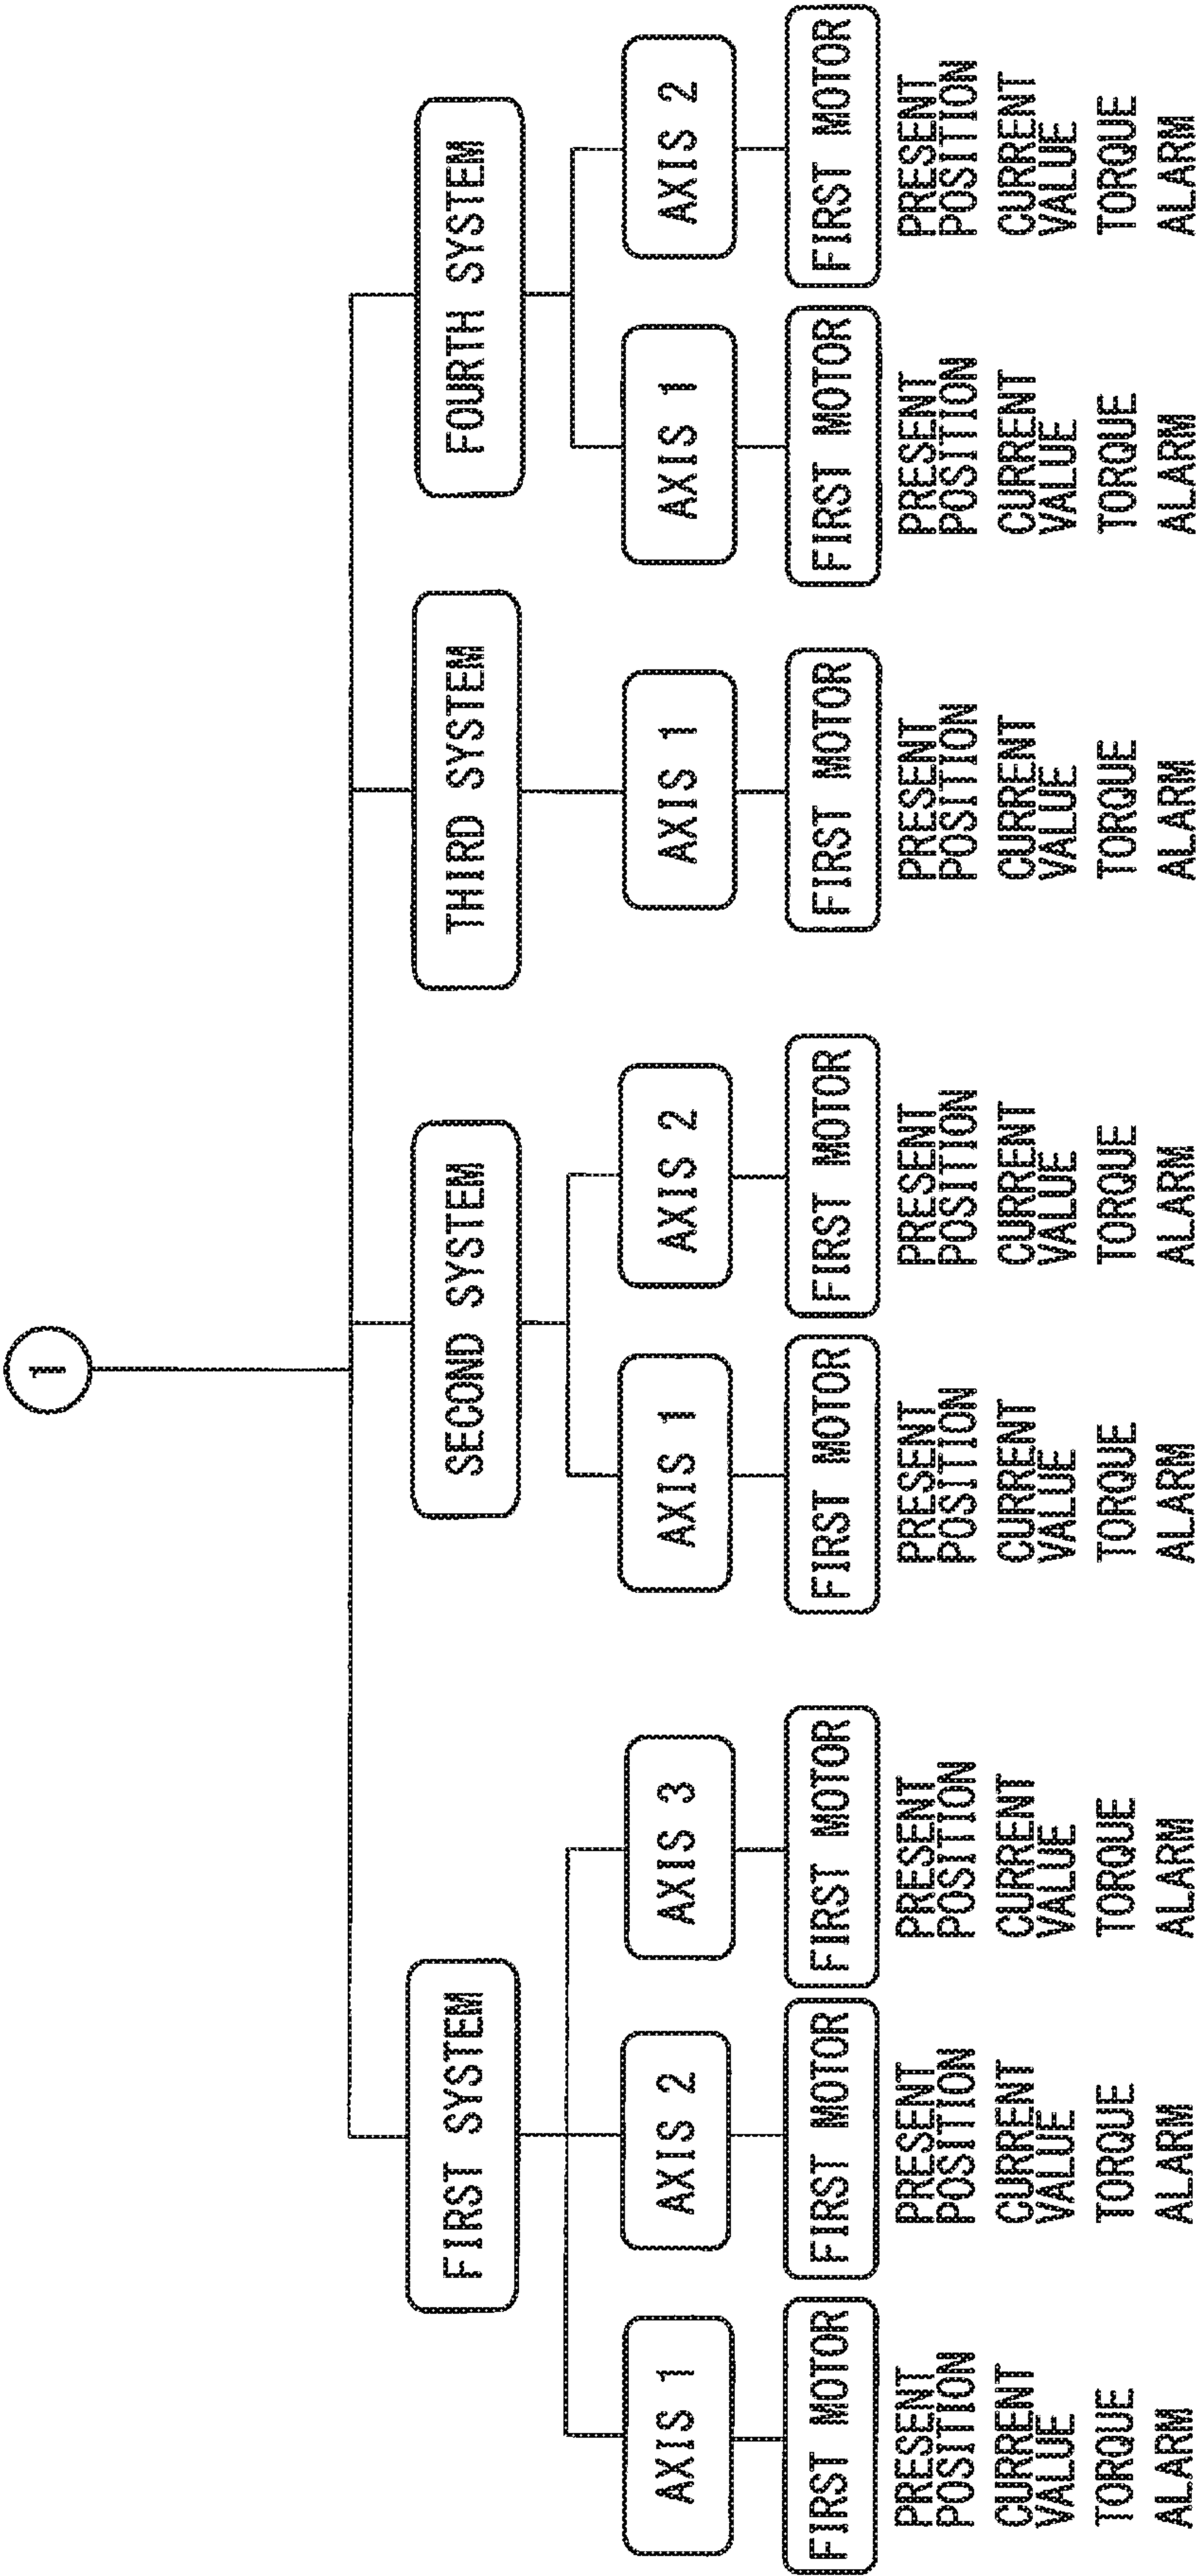 1
FIRST SYSTEM
SECOND SYSTEM
THIRD SYSTEM
FOURTH SYSTEM
AXIS 1
AXIS 2
AXIS 3
AXIS 1
AXIS 2
AXIS 1
AXIS 1
AXIS 2
FIRST MOTOR
FIRST MOTOR
FIRST MOTOR
FIRST MOTOR
FIRST MOTOR
FIRST MOTOR
FIRST MOTOR
FIRST MOTOR
PRESENT
POSITION
CURRENT
VALUE
TORQUE
ALARM
PRESENT
POSITION
CURRENT
VALUE
TORQUE
ALARM
PRESENT
POSITION
CURRENT
VALUE
TORQUE
ALARM
PRESENT
POSITION
CURRENT
VALUE
TORQUE
ALARM
PRESENT
POSITION
CURRENT
VALUE
TORQUE
ALARM
PRESENT
POSITION
CURRENT
VALUE
TORQUE
ALARM
PRESENT
POSITION
CURRENT
VALUE
TORQUE
ALARM
PRESENT
POSITION
CURRENT
VALUE
TORQUE
ALARM